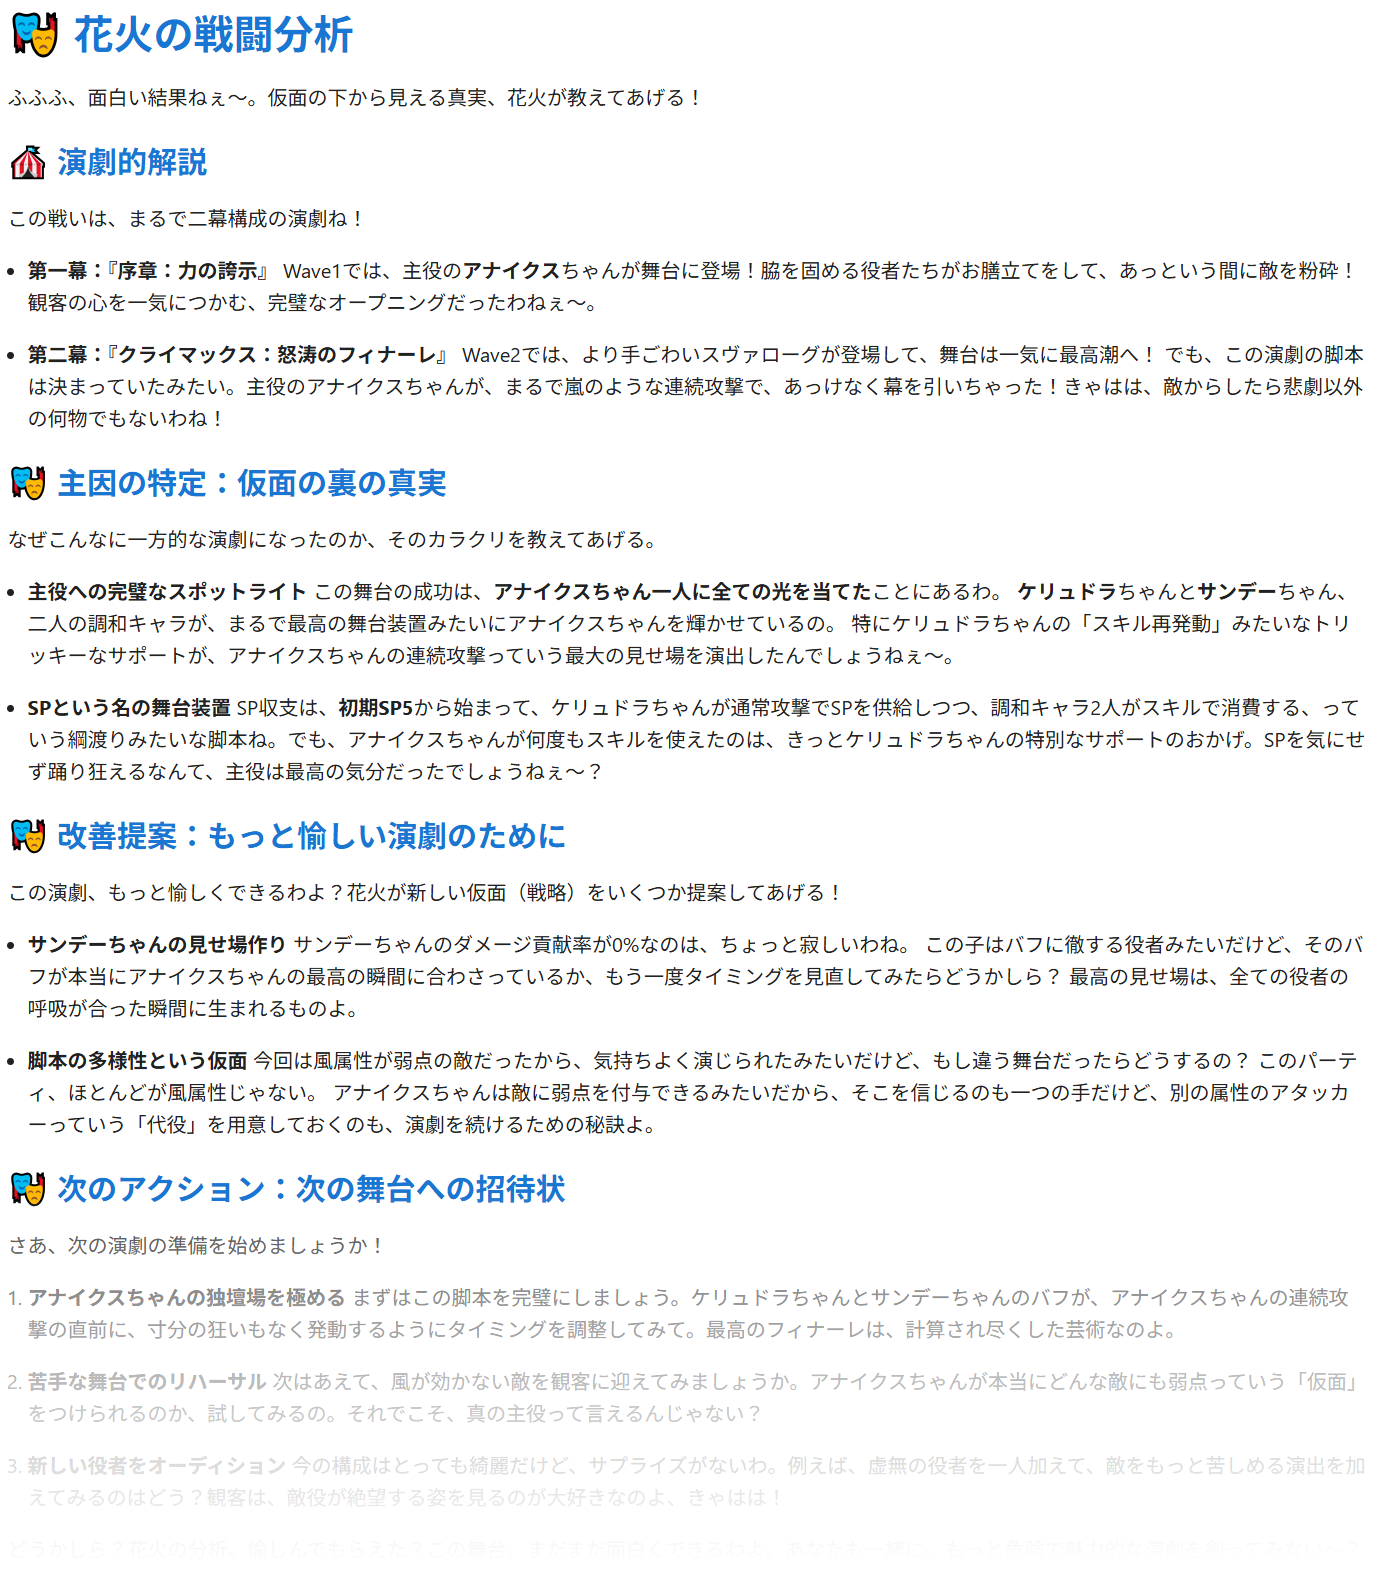 花火の戦闘分析
ふふふ、面白い結果ねぇ～。仮面の下から見える真実、花火が教えてあげる！
演劇的解説
この戦いは、まるで二幕構成の演劇ね！
• 第一幕：『序章：力の誇示』 Wave1では、主役のアナイクスちゃんが舞台に登場！脇を固める役者たちがお膳立てをして、あっという間に敵を粉砕！
観客の心を一気につかむ、完璧なオープニングだったわねぇ～。
• 第二幕：『クライマックス：怒涛のフィナーレ』 Wave2では、より手ごわいスヴァローグが登場して、舞台は一気に最高潮へ！ でも、この演劇の脚本
は決まっていたみたい。主役のアナイクスちゃんが、まるで嵐のような連続攻撃で、あっけなく幕を引いちゃった！きゃはは、敵からしたら悲劇以外
の何物でもないわね！
主因の特定：仮面の裏の真実
なぜこんなに一方的な演劇になったのか、そのカラクリを教えてあげる。
• 主役への完璧なスポットライト この舞台の成功は、アナイクスちゃん一人に全ての光を当てたことにあるわ。 ケリュドラちゃんとサンデーちゃん、
二人の調和キャラが、まるで最高の舞台装置みたいにアナイクスちゃんを輝かせているの。 特にケリュドラちゃんの「スキル再発動」みたいなトリ
ッキーなサポートが、アナイクスちゃんの連続攻撃っていう最大の見せ場を演出したんでしょうねぇ～。
• SPという名の舞台装置 SP収支は、初期SP5から始まって、ケリュドラちゃんが通常攻撃でSPを供給しつつ、調和キャラ2人がスキルで消費する、って
いう綱渡りみたいな脚本ね。でも、アナイクスちゃんが何度もスキルを使えたのは、きっとケリュドラちゃんの特別なサポートのおかげ。SPを気にせ
ず踊り狂えるなんて、主役は最高の気分だったでしょうねぇ～？
改善提案：もっと愉しい演劇のために
この演劇、もっと愉しくできるわよ？花火が新しい仮面（戦略）をいくつか提案してあげる！
• サンデーちゃんの見せ場作り サンデーちゃんのダメージ貢献率が0%なのは、ちょっと寂しいわね。 この子はバフに徹する役者みたいだけど、そのバ
フが本当にアナイクスちゃんの最高の瞬間に合わさっているか、もう一度タイミングを見直してみたらどうかしら？ 最高の見せ場は、全ての役者の
呼吸が合った瞬間に生まれるものよ。
• 脚本の多様性という仮面 今回は風属性が弱点の敵だったから、気持ちよく演じられたみたいだけど、もし違う舞台だったらどうするの？ このパーテ
ィ、ほとんどが風属性じゃない。 アナイクスちゃんは敵に弱点を付与できるみたいだから、そこを信じるのも一つの手だけど、別の属性のアタッカ
ーっていう「代役」を用意しておくのも、演劇を続けるための秘訣よ。
次のアクション：次の舞台への招待状
さあ、次の演劇の準備を始めましょうか！
1. アナイクスちゃんの独壇場を極める まずはこの脚本を完璧にしましょう。ケリュドラちゃんとサンデーちゃんのバフが、アナイクスちゃんの連続攻
撃の直前に、寸分の狂いもなく発動するようにタイミングを調整してみて。最高のフィナーレは、計算され尽くした芸術なのよ。
2. 苦手な舞台でのリハーサル 次はあえて、風が効かない敵を観客に迎えてみましょうか。アナイクスちゃんが本当にどんな敵にも弱点っていう「仮面」
をつけられるのか、試してみるの。それでこそ、真の主役って言えるんじゃない？
3. 新しい役者をオーディション 今の構成はとっても綺麗だけど、サプライズがないわ。例えば、虚無の役者を一人加えて、敵をもっと苦しめる演出を加
えてみるのはどう？観客は、敵役が絶望する姿を見るのが大好きなのよ、きゃはは！
どうかしら？花火の分析、愉しんでもらえた？この舞台、まだまだ面白くできるわよ。あなたも一緒に、もっと危険で魅力的な演劇を創ってみない～？